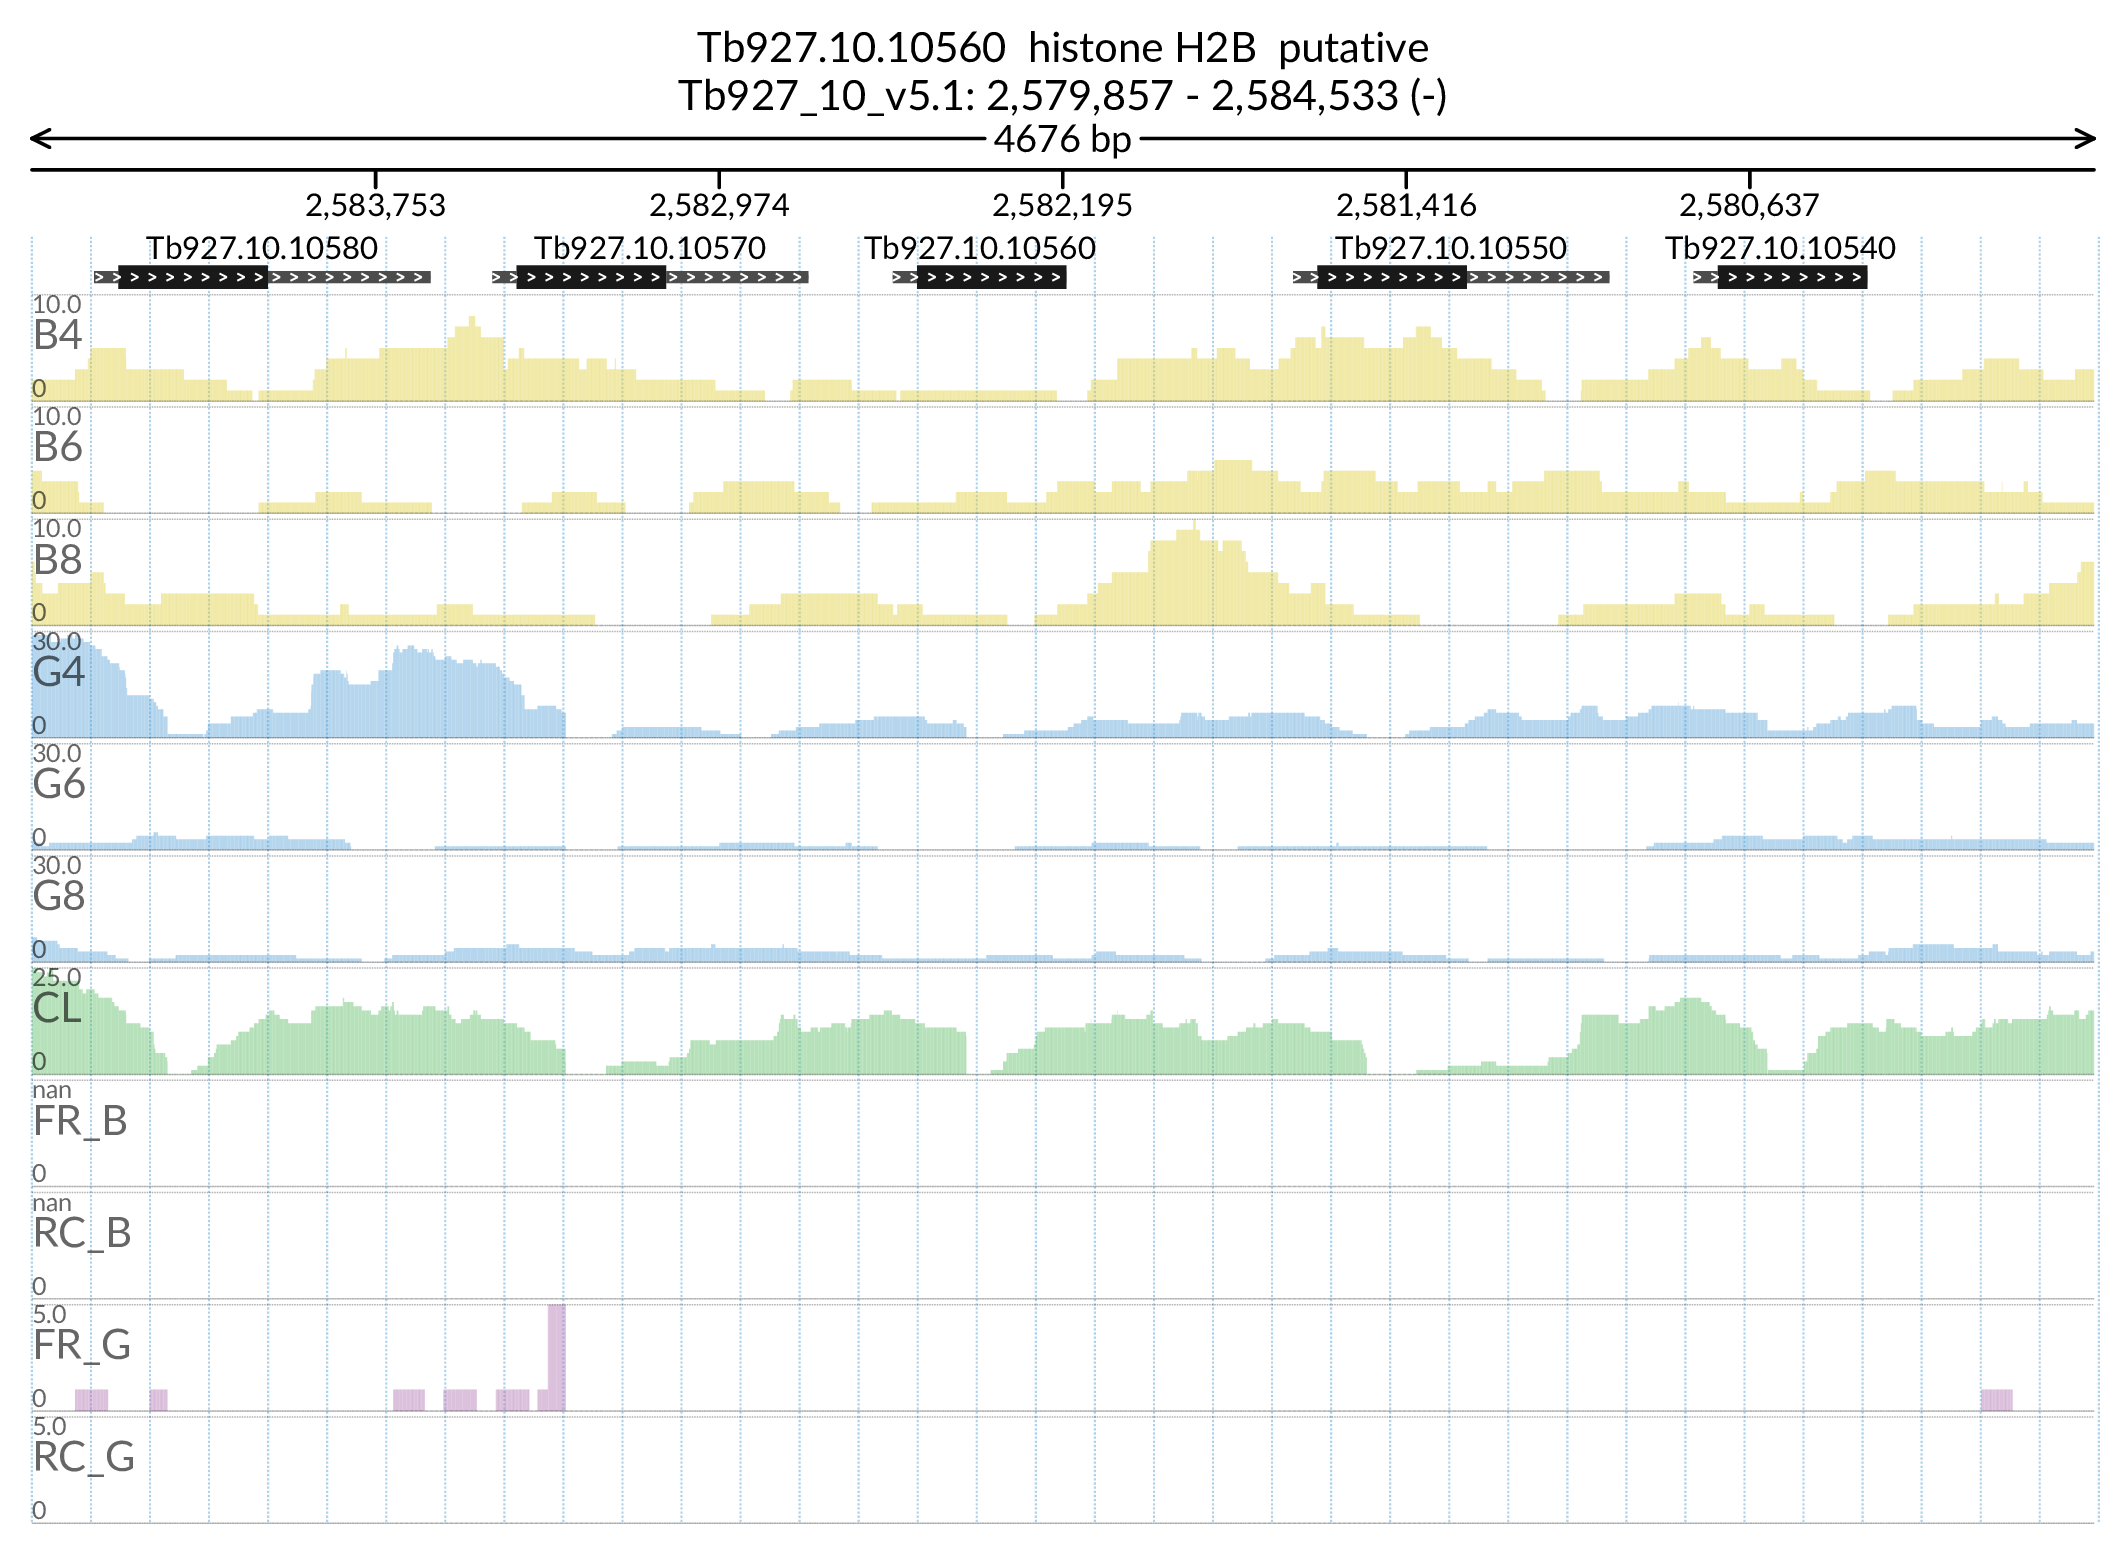 Tb927.10.10560  histone H2B  putative
Tb927_10_v5.1: 2,579,857 - 2,584,533 (-)
4676 bp
2,583,753 2,582,974 2,582,195 2,581,416 2,580,637
Tb927.10.10580 Tb927.10.10570 Tb927.10.10560 Tb927.10.10550 Tb927.10.10540
10.0
B4
0
10.0
B6
0
10.0
B8
0
30.0
G4
0
30.0
G6
0
30.0
G8
0
25.0
CL
0
nan
FR_B
0
nan
RC_B
0
5.0
FR_G
0
5.0
RC_G
0